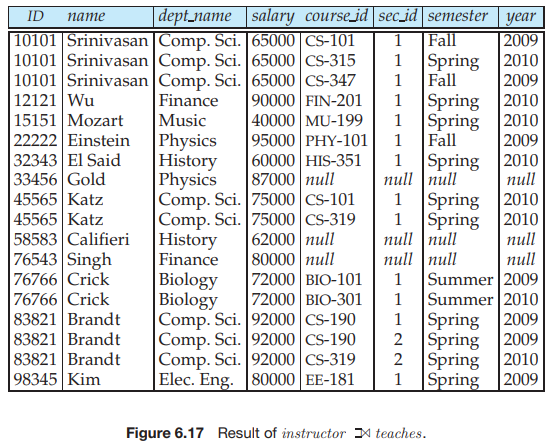 ID name dept_name salary course_id sec_id semester year
10101 Srinivasan Comp. Sci. 65000 CS-101 1 Fall 2009
10101 Srinivasan Comp. Sci. 65000 CS-315 1 Spring 2010
10101 Srinivasan Comp. Sci. 65000 CS-347 1 Fall 2009
12121 Wu Finance 90000 FIN-201 1 Spring 2010
15151 Mozart Music 40000 MU-199 1 Spring 2010
22222 Einstein Physics 95000 PHY-101 1 Fall 2009
32343 El Said History 60000 HIS-351 1 Spring 2010
33456 Gold Physics 87000 null null null null
45565 Katz Comp. Sci. 75000 CS-101 1 Spring 2010
45565 Katz Comp. Sci. 75000 CS-319 1 Spring 2010
58583 Califieri History 62000 null null null null
76543 Singh Finance 80000 null null null null
76766 Crick Biology 72000 BIO-101 1 Summer 2009
76766 Crick Biology 72000 BIO-301 1 Summer 2010
83821 Brandt Comp. Sci. 92000 CS-190 1 Spring 2009
83821 Brandt Comp. Sci. 92000 CS-190 2 Spring 2009
83821 Brandt Comp. Sci. 92000 CS-319 2 Spring 2010
98345 Kim Elec. Eng. 80000 EE-181 1 Spring 2009
Figure 6.17 Result of instructor ⟕ teaches.